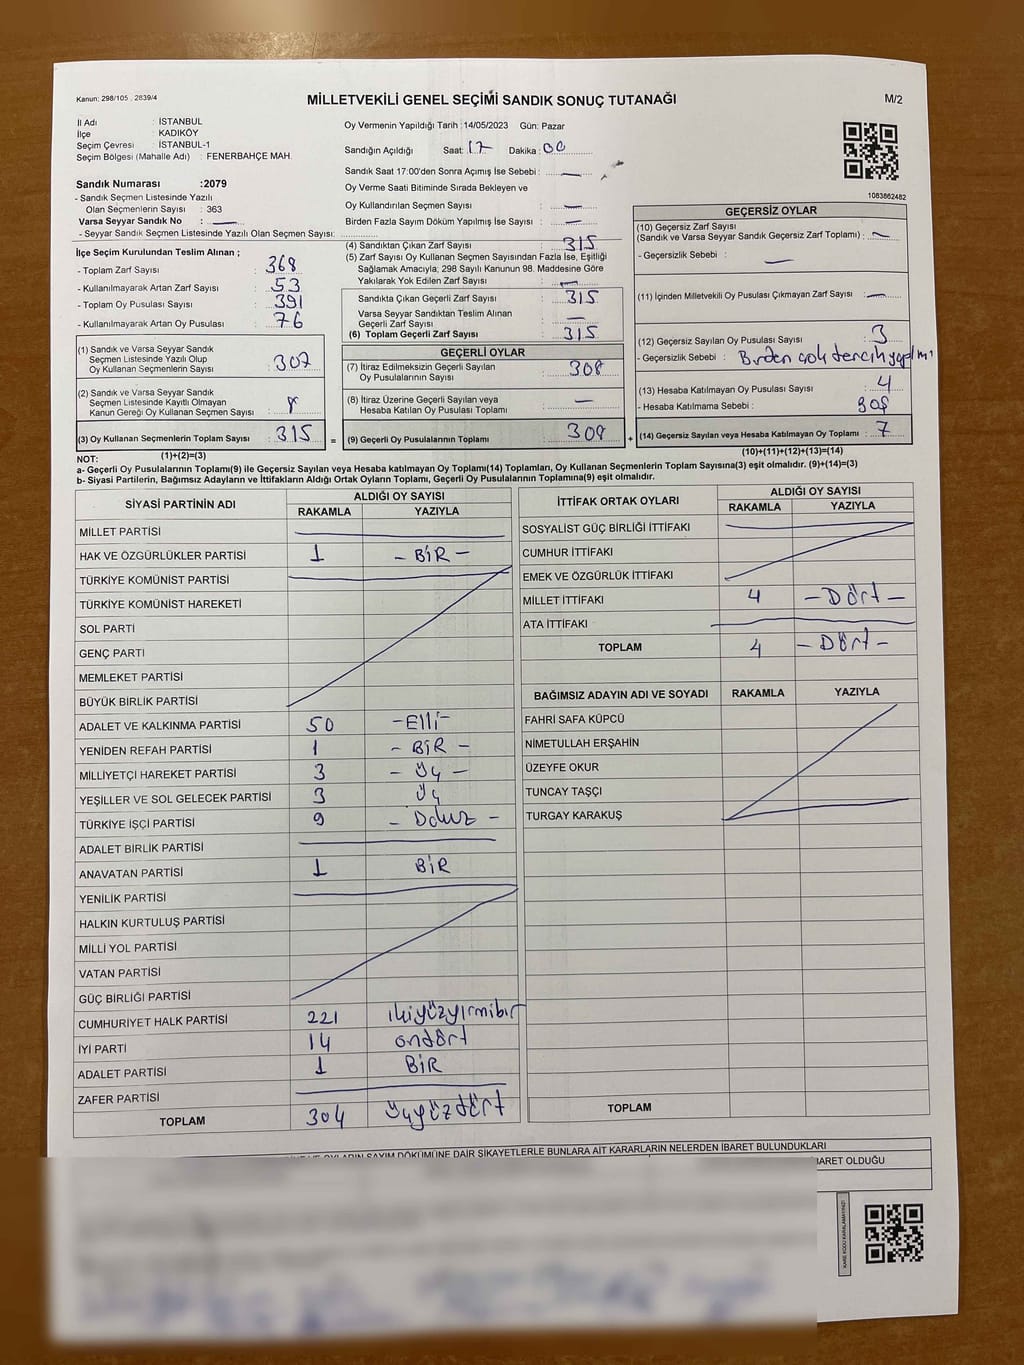 Kanun: 298/105 , 2839/4
MİLLETVEKİLİ GENEL SEÇİMİ SANDIK SONUÇ TUTANAĞI
M/2
İl Adı : İSTANBUL
İlçe : KADIKÖY
Seçim Çevresi : İSTANBUL-1
Seçim Bölgesi (Mahalle Adı) : FENERBAHÇE MAH.
Sandık Numarası :2079
- Sandık Seçmen Listesinde Yazılı
Olan Seçmenlerin Sayısı : 363
Varsa Seyyar Sandık No :
- Seyyar Sandık Seçmen Listesinde Yazılı Olan Seçmen Sayısı:
Oy Vermenin Yapıldığı Tarih :14/05/2023 Gün: Pazar
Sandığın Açıldığı Saat: 17 Dakika: 00
Sandık Saat 17:00'den Sonra Açımış İse Sebebi : —
Oy Verme Saati Bitiminde Sırada Bekleyen ve
Oy Kullandırılan Seçmen Sayısı : —
Birden Fazla Sayım Döküm Yapılmış İse Sayısı : —
1083862482
İlçe Seçim Kurulundan Teslim Alınan ;
- Toplam Zarf Sayısı : 368
- Kullanılmayarak Artan Zarf Sayısı : 53
- Toplam Oy Pusulası Sayısı : 391
- Kullanılmayarak Artan Oy Pusulası : 76
(1) Sandık ve Varsa Seyyar Sandık
Seçmen Listesinde Yazılı Olup
Oy Kullanan Seçmenlerin Sayısı : 307
(2) Sandık ve Varsa Seyyar Sandık
Seçmen Listesinde Kayıtlı Olmayan
Kanun Gereği Oy Kullanan Seçmen Sayısı : 8
(3) Oy Kullanan Seçmenlerin Toplam Sayısı : 315
(1)+(2)=(3)
(4) Sandıktan Çıkan Zarf Sayısı : 315
(5) Zarf Sayısı Oy Kullanan Seçmen Sayısından Fazla İse, Eşitliği
Sağlamak Amacıyla, 298 Sayılı Kanunun 98. Maddesine Göre
Yakılarak Yok Edilen Zarf Sayısı : —
Sandıkta Çıkan Geçerli Zarf Sayısı : 315
Varsa Seyyar Sandıktan Teslim Alınan
Geçerli Zarf Sayısı : —
(6) Toplam Geçerli Zarf Sayısı : 315
GEÇERLİ OYLAR
(7) İtiraz Edilmeksizin Geçerli Sayılan
Oy Pusulalarının Sayısı : 308
(8) İtiraz Üzerine Geçerli Sayılan veya
Hesaba Katılan Oy Pusulası Toplamı : —
(9) Geçerli Oy Pusulalarının Toplamı : 308
GEÇERSİZ OYLAR
(10) Geçersiz Zarf Sayısı
(Sandık ve Varsa Seyyar Sandık Geçersiz Zarf Toplamı) : —
- Geçersizlik Sebebi : —
(11) İçinden Milletvekili Oy Pusulası Çıkmayan Zarf Sayısı : —
(12) Geçersiz Sayılan Oy Pusulası Sayısı : 3
- Geçersizlik Sebebi : Birden çok tercih
(13) Hesaba Katılmayan Oy Pusulası Sayısı : 4
- Hesaba Katılmama Sebebi :
(14) Geçersiz Sayılan veya Hesaba Katılmayan Oy Toplamı : 7
(10)+(11)+(12)+(13)=(14)
NOT:
a- Geçerli Oy Pusulalarının Toplamı(9) ile Geçersiz Sayılan veya Hesaba katılmayan Oy Toplamı(14) Toplamları, Oy Kullanan Seçmenlerin Toplam Sayısına(3) eşit olmalıdır. (9)+(14)=(3)
b- Siyasi Partilerin, Bağımsız Adayların ve İttifakların Aldığı Ortak Oyların Toplamı, Geçerli Oy Pusulalarının Toplamına(9) eşit olmalıdır.
SİYASİ PARTİNİN ADI ALDIĞI OY SAYISI
RAKAMLA YAZIYLA
MİLLET PARTİSİ
HAK VE ÖZGÜRLÜKLER PARTİSİ 1 – BİR –
TÜRKİYE KOMÜNİST PARTİSİ
TÜRKİYE KOMÜNİST HAREKETİ
SOL PARTİ
GENÇ PARTİ
MEMLEKET PARTİSİ
BÜYÜK BİRLİK PARTİSİ
ADALET VE KALKINMA PARTİSİ 50 – Elli –
YENİDEN REFAH PARTİSİ 1 – BİR –
MİLLİYETÇİ HAREKET PARTİSİ 3 – Üç –
YEŞİLLER VE SOL GELECEK PARTİSİ 3 Üç
TÜRKİYE İŞÇİ PARTİSİ 9 – Dokuz –
ADALET BİRLİK PARTİSİ
ANAVATAN PARTİSİ 1 BİR
YENİLİK PARTİSİ
HALKIN KURTULUŞ PARTİSİ
MİLLİ YOL PARTİSİ
VATAN PARTİSİ
GÜÇ BİRLİĞİ PARTİSİ
CUMHURİYET HALK PARTİSİ 221 ikiyüzyirmibir
İYİ PARTİ 14 ondört
ADALET PARTİSİ 1 BİR
ZAFER PARTİSİ
TOPLAM 304 üçyüzdört
İTTİFAK ORTAK OYLARI ALDIĞI OY SAYISI
RAKAMLA YAZIYLA
SOSYALİST GÜÇ BİRLİĞİ İTTİFAKI
CUMHUR İTTİFAKI
EMEK VE ÖZGÜRLÜK İTTİFAKI
MİLLET İTTİFAKI 4 – Dört –
ATA İTTİFAKI
TOPLAM 4 – Dört –
BAĞIMSIZ ADAYIN ADI VE SOYADI RAKAMLA YAZIYLA
FAHRİ SAFA KÜPCÜ
NİMETULLAH ERŞAHİN
ÜZEYFE OKUR
TUNCAY TAŞÇI
TURGAY KARAKUŞ
TOPLAM
OYLARIN SAYIM DÖKÜMÜNE DAİR ŞİKAYETLERLE BUNLARA AİT KARARLARIN NELERDEN İBARET BULUNDUKLARI
İBARET OLDUĞU